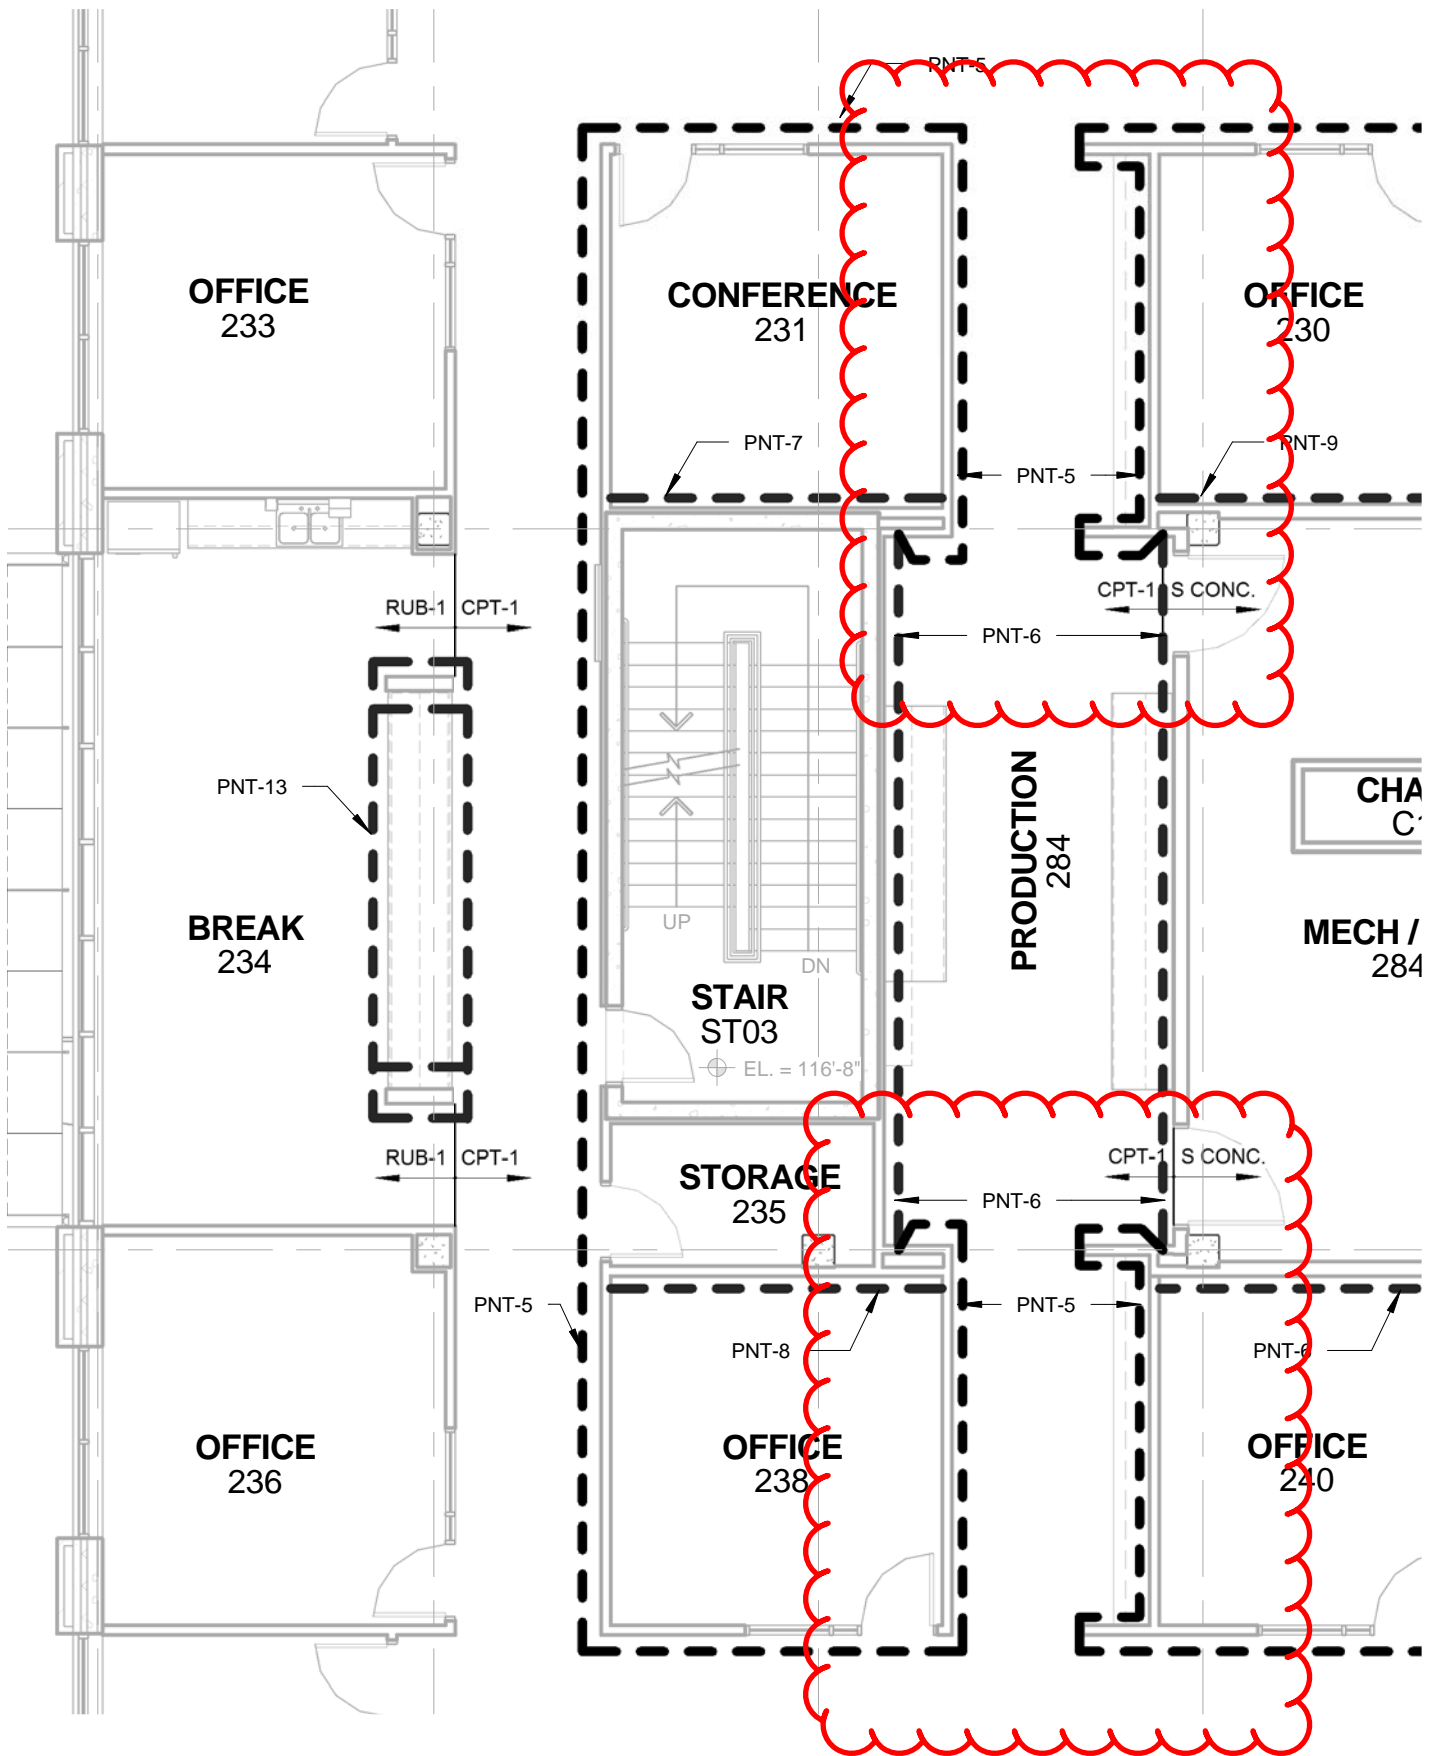 PNT-5
OFFICE
233
CONFERENCE
231
OFFICE
230
PNT-7
PNT-9
PNT-5
RUB-1 CPT-1
CPT-1 S CONC.
PNT-6
PNT-13
PRODUCTION
284
UP
DN
BREAK
234
STAIR
ST03
EL. = 116'-8"
MECH /
284
RUB-1 CPT-1
STORAGE
235
CPT-1 S CONC.
PNT-6
PNT-5
PNT-5
PNT-8
PNT-6
OFFICE
236
OFFICE
238
OFFICE
240